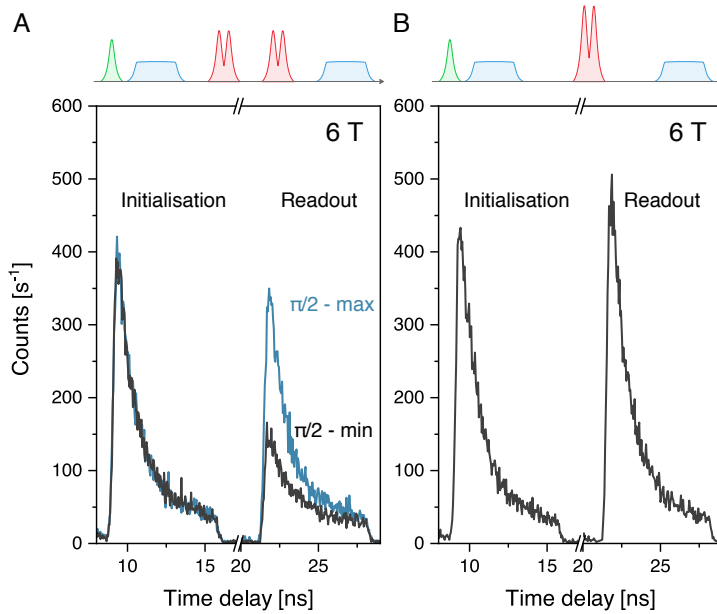 A
B
6 T
6 T
Initialisation
Readout
Initialisation
Readout
π/2 - max
π/2 - min
600
500
400
300
200
100
0
Counts [s⁻¹]
10
15
20
25
10
15
20
25
Time delay [ns]
Time delay [ns]